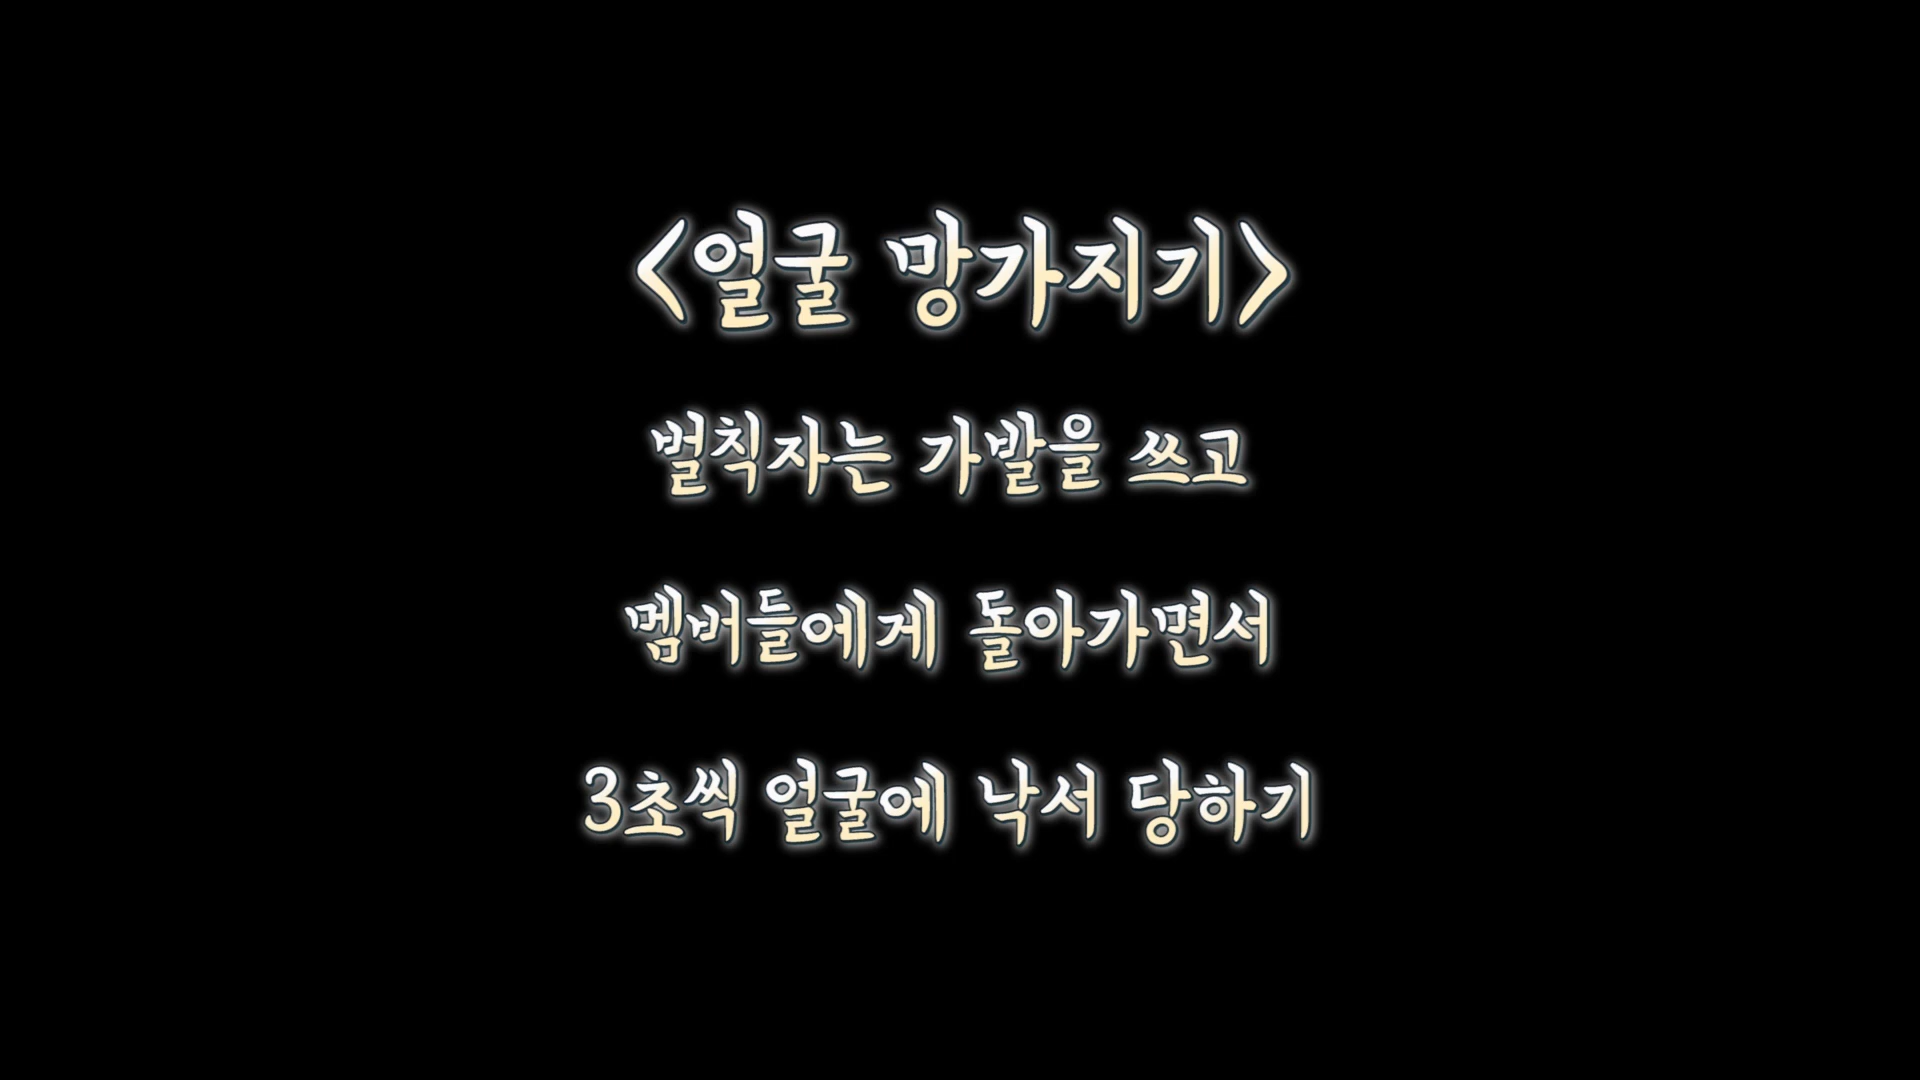 <얼굴 망가지기>
벌칙자는 가발을 쓰고
멤버들에게 돌아가면서
3초씩 얼굴에 낙서 당하기